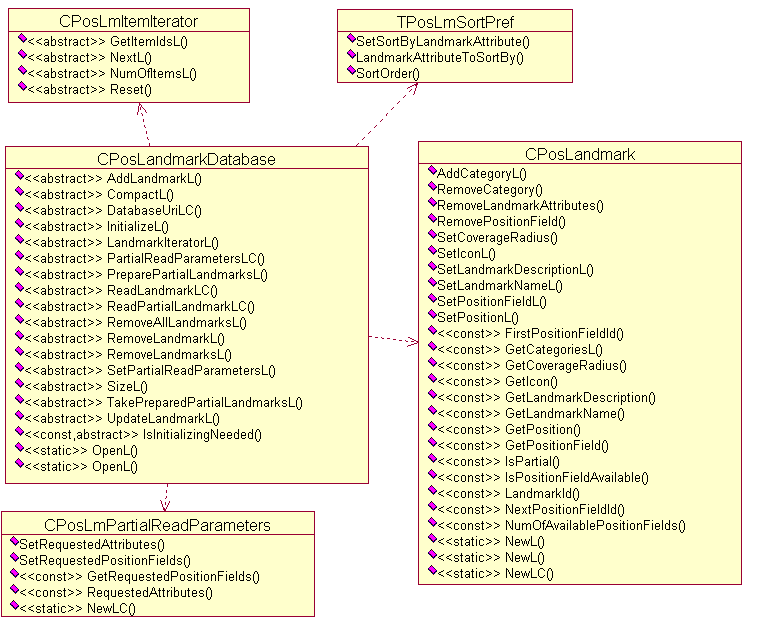 CPosLmItemIterator
<<abstract>> GetItemIdsL()
<<abstract>> NextL()
<<abstract>> NumOfItemsL()
<<abstract>> Reset()
TPosLmSortPref
SetSortByLandmarkAttribute()
LandmarkAttributeToSortBy()
SortOrder()
CPosLandmarkDatabase
<<abstract>> AddLandmarkL()
<<abstract>> CompactL()
<<abstract>> DatabaseUriLC()
<<abstract>> InitializeL()
<<abstract>> LandmarkIteratorL()
<<abstract>> PartialReadParametersLC()
<<abstract>> PreparePartialLandmarksL()
<<abstract>> ReadLandmarkLC()
<<abstract>> ReadPartialLandmarkLC()
<<abstract>> RemoveAllLandmarksL()
<<abstract>> RemoveLandmarkL()
<<abstract>> RemoveLandmarksL()
<<abstract>> SetPartialReadParametersL()
<<abstract>> SizeL()
<<abstract>> TakePreparedPartialLandmarksL()
<<abstract>> UpdateLandmarkL()
<<const,abstract>> IsInitializingNeeded()
<<static>> OpenL()
<<static>> OpenL()
CPosLandmark
AddCategoryL()
RemoveCategory()
RemoveLandmarkAttributes()
RemovePositionField()
SetCoverageRadius()
SetIconL()
SetLandmarkDescriptionL()
SetLandmarkNameL()
SetPositionFieldL()
SetPositionL()
<<const>> FirstPositionFieldId()
<<const>> GetCategoriesL()
<<const>> GetCoverageRadius()
<<const>> GetIcon()
<<const>> GetLandmarkDescription()
<<const>> GetLandmarkName()
<<const>> GetPosition()
<<const>> GetPositionField()
<<const>> IsPartial()
<<const>> IsPositionFieldAvailable()
<<const>> LandmarkId()
<<const>> NextPositionFieldId()
<<const>> NumOfAvailablePositionFields()
<<static>> NewL()
<<static>> NewL()
<<static>> NewLC()
CPosLmPartialReadParameters
SetRequestedAttributes()
SetRequestedPositionFields()
<<const>> GetRequestedPositionFields()
<<const>> RequestedAttributes()
<<static>> NewLC()